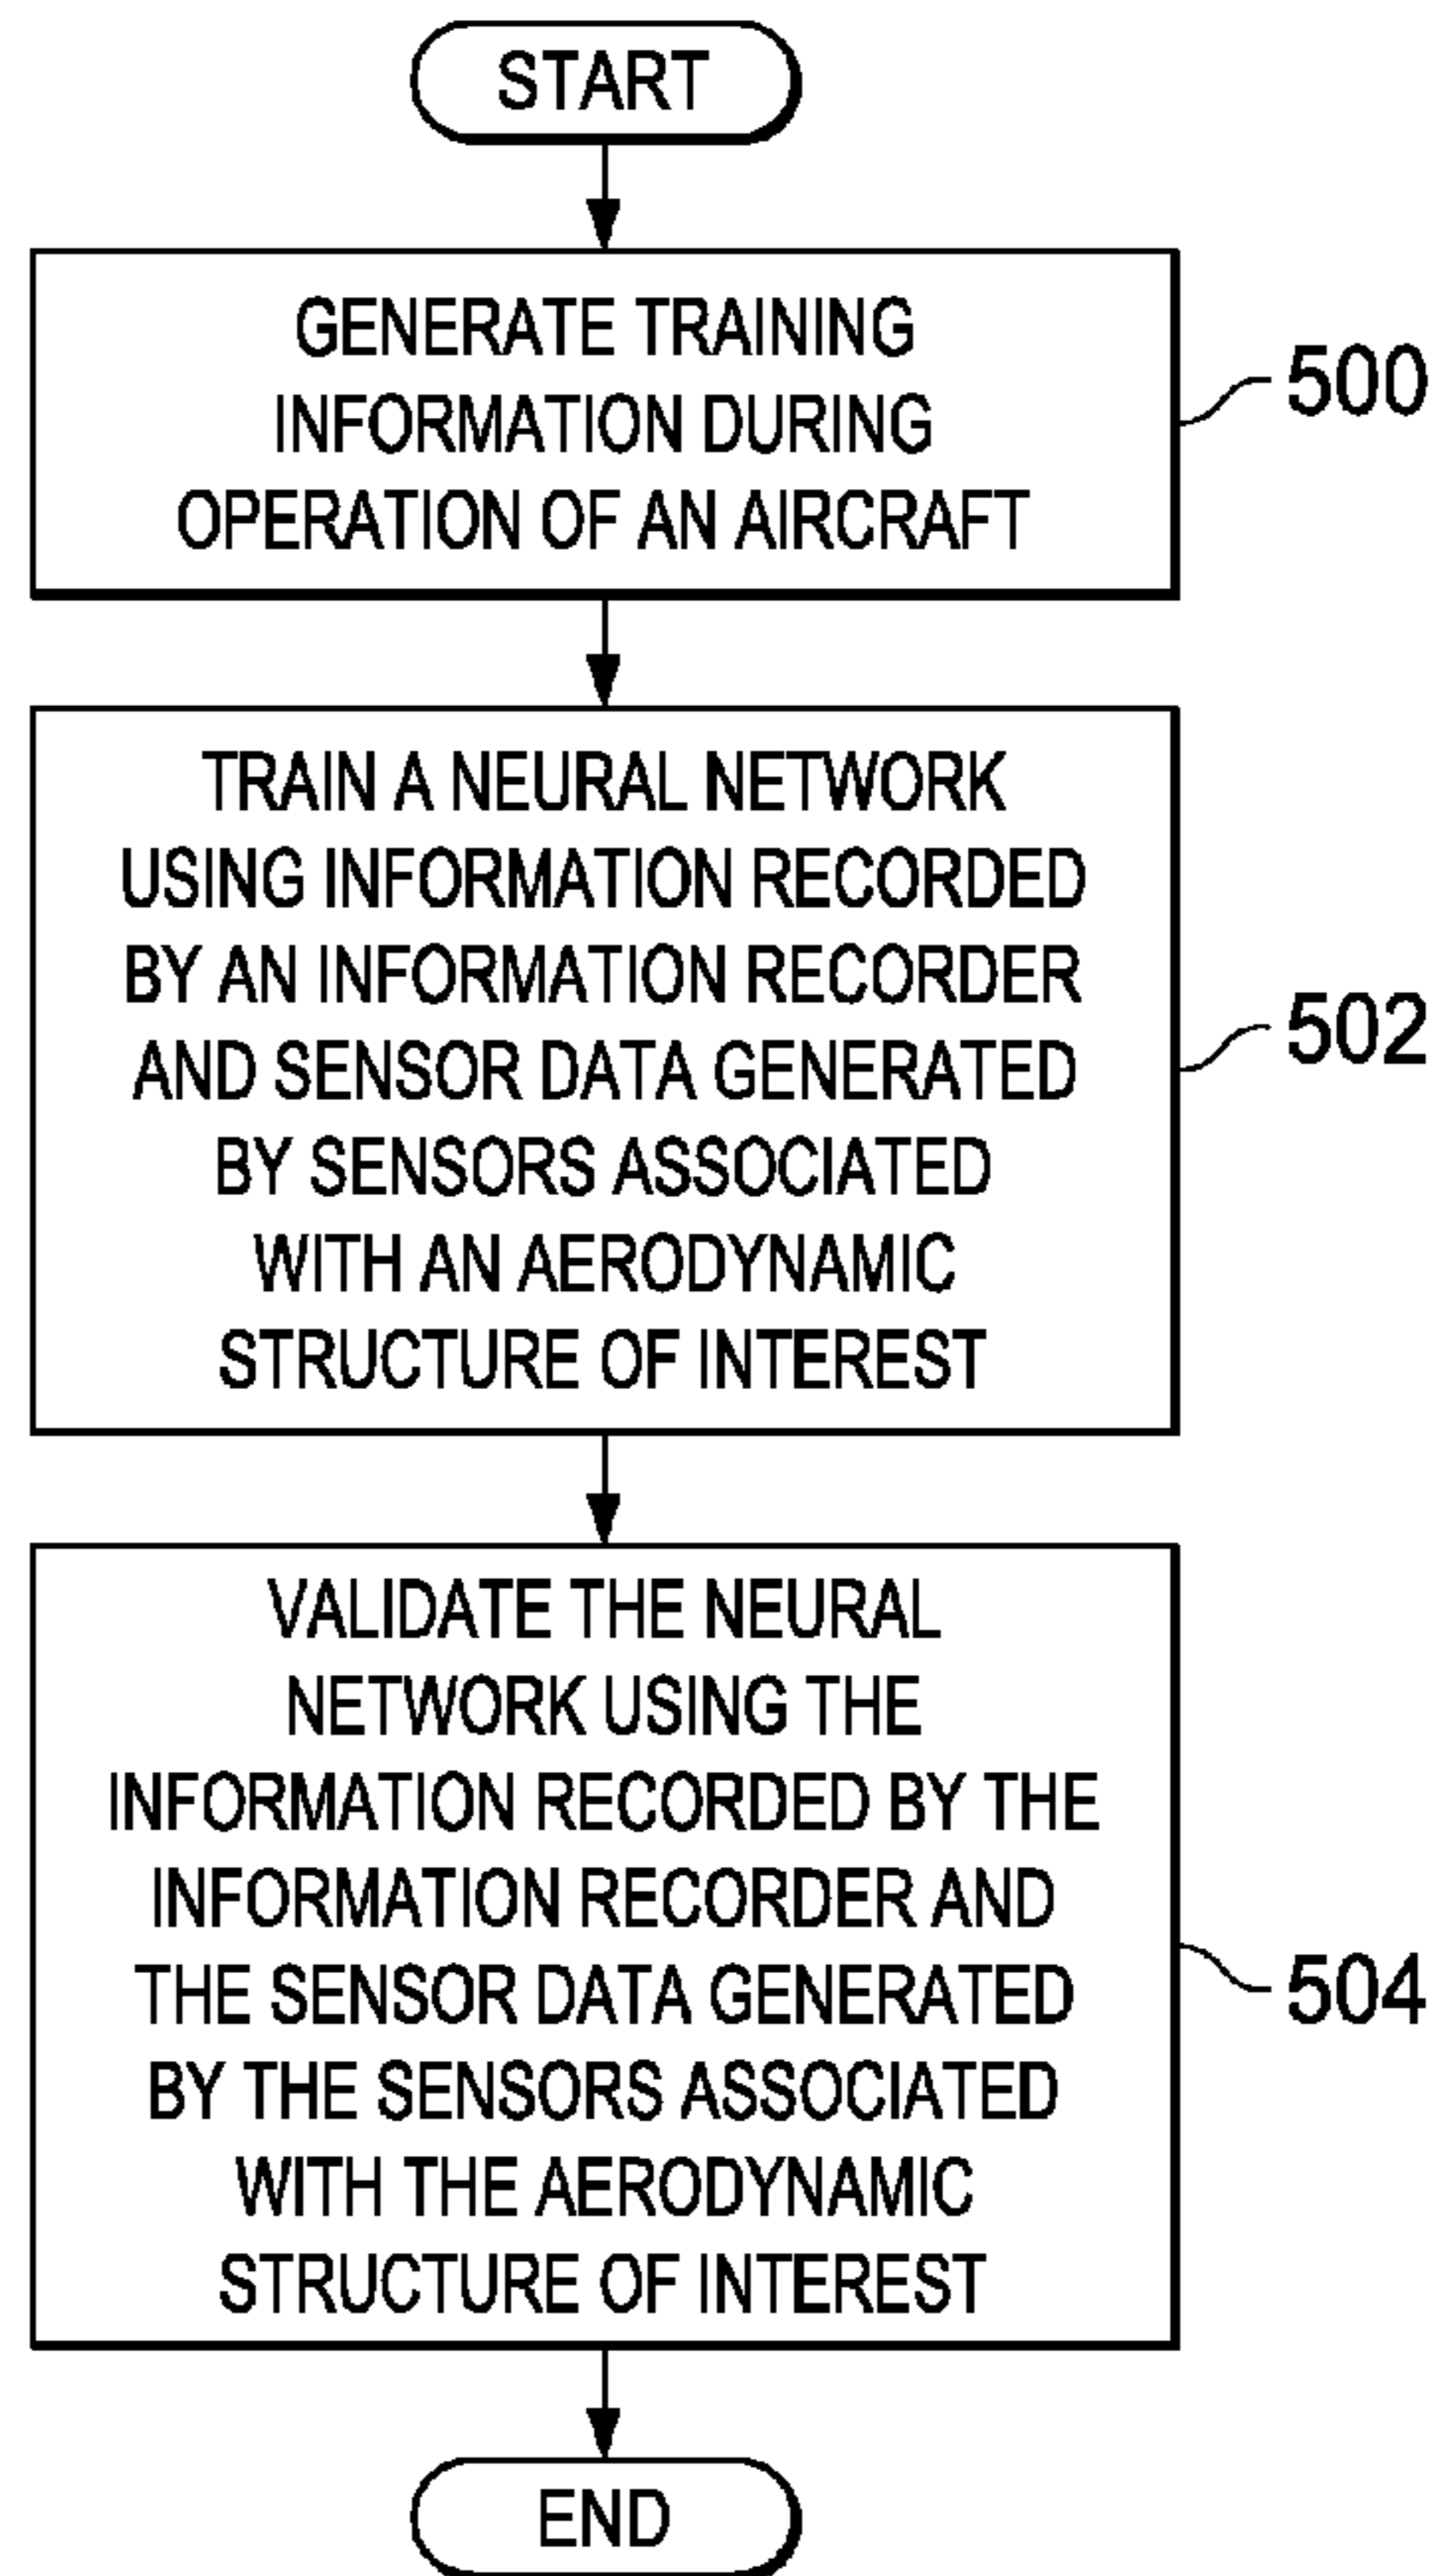 START
GENERATE TRAINING
INFORMATION DURING
OPERATION OF AN AIRCRAFT
500
TRAIN A NEURAL NETWORK
USING INFORMATION RECORDED
BY AN INFORMATION RECORDER
AND SENSOR DATA GENERATED
BY SENSORS ASSOCIATED
WITH AN AERODYNAMIC
STRUCTURE OF INTEREST
502
VALIDATE THE NEURAL
NETWORK USING THE
INFORMATION RECORDED BY THE
INFORMATION RECORDER AND
THE SENSOR DATA GENERATED
BY THE SENSORS ASSOCIATED
WITH THE AERODYNAMIC
STRUCTURE OF INTEREST
504
END